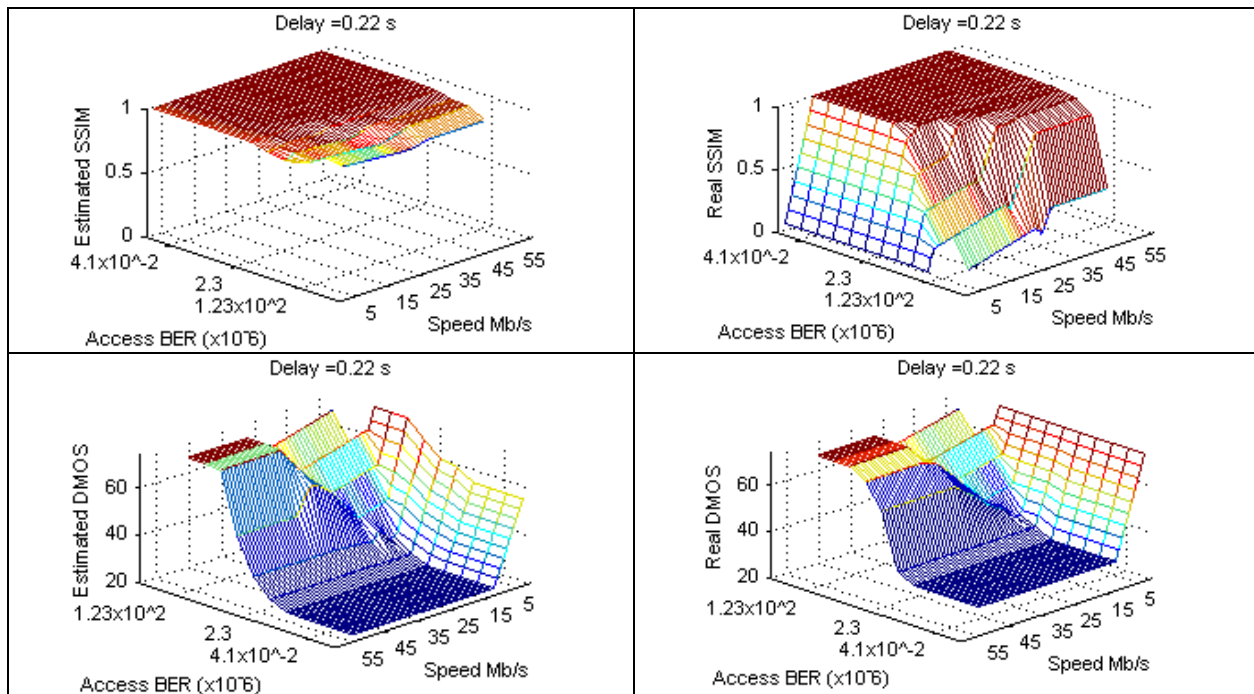 Delay =0.22 s
Estimated SSIM
1
0.5
0
4.1x10^-2
2.3
1.23x10^2
Access BER (x10^-6)
5
15
25
35
45
55
Speed Mb/s
Delay =0.22 s
Real SSIM
1
0.5
0
4.1x10^-2
2.3
1.23x10^2
Access BER (x10^-6)
5
15
25
35
45
55
Speed Mb/s
Delay =0.22 s
Estimated DMOS
60
40
20
1.23x10^2
2.3
4.1x10^-2
Access BER (x10^-6)
55
45
35
25
15
5
Speed Mb/s
Delay =0.22 s
Real DMOS
60
40
20
1.23x10^2
2.3
4.1x10^-2
Access BER (x10^-6)
55
45
35
25
15
5
Speed Mb/s